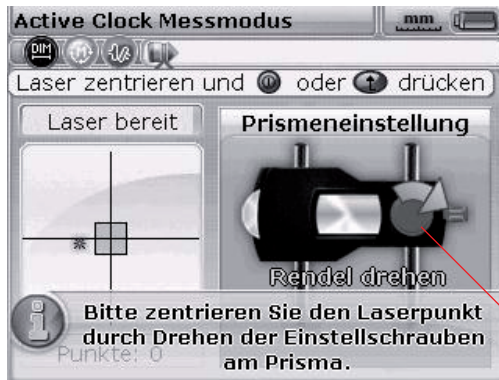 Active Clock Messmodus
mm
DIM
M
Laser zentrieren und oder drücken
Laser bereit
Prismeneinstellung
Rendel drehen
Bitte zentrieren Sie den Laserpunkt
durch Drehen der Einstellschrauben
am Prisma.
Punkte: 0